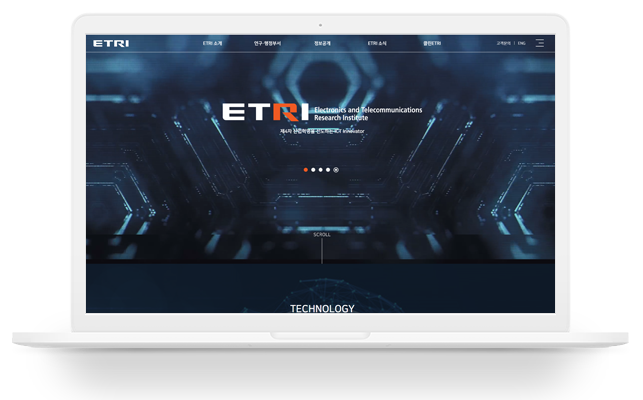 ETRI
ETRI 소개
연구·행정부서
정보공개
ETRI 소식
클린ETRI
고객문의 | ENG
ETRI
Electronics and Telecommunications
Research Institute
제4차 산업혁명을 선도하는 ICT Innovator
SCROLL
TECHNOLOGY